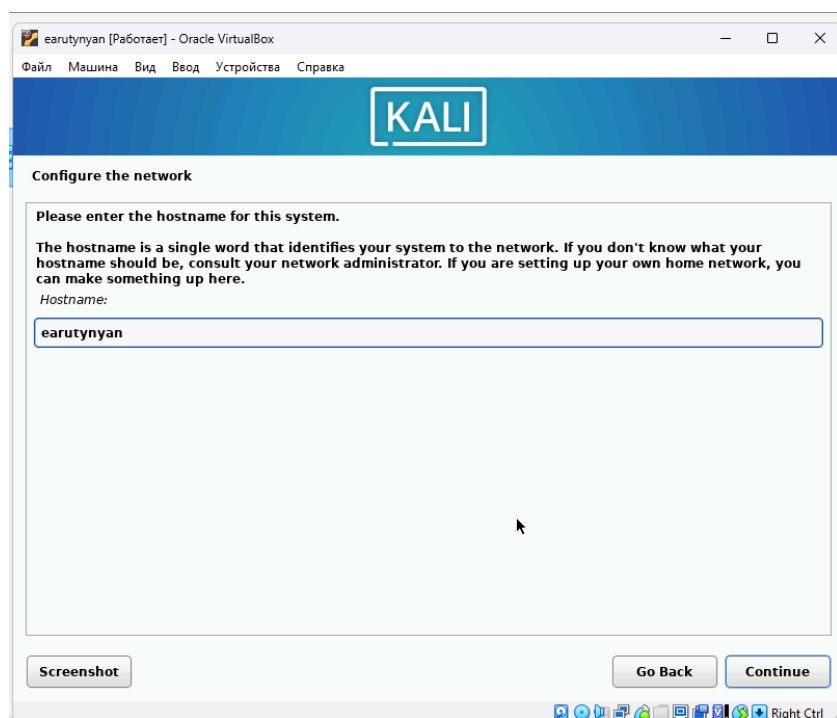 earutynyan [Работает] - Oracle VirtualBox
Файл Машина Вид Ввод Устройства Справка
KALI
Configure the network
Please enter the hostname for this system.
The hostname is a single word that identifies your system to the network. If you don't know what your
hostname should be, consult your network administrator. If you are setting up your own home network, you
can make something up here.
Hostname:
earutynyan
Screenshot
Go Back
Continue
Right Ctrl